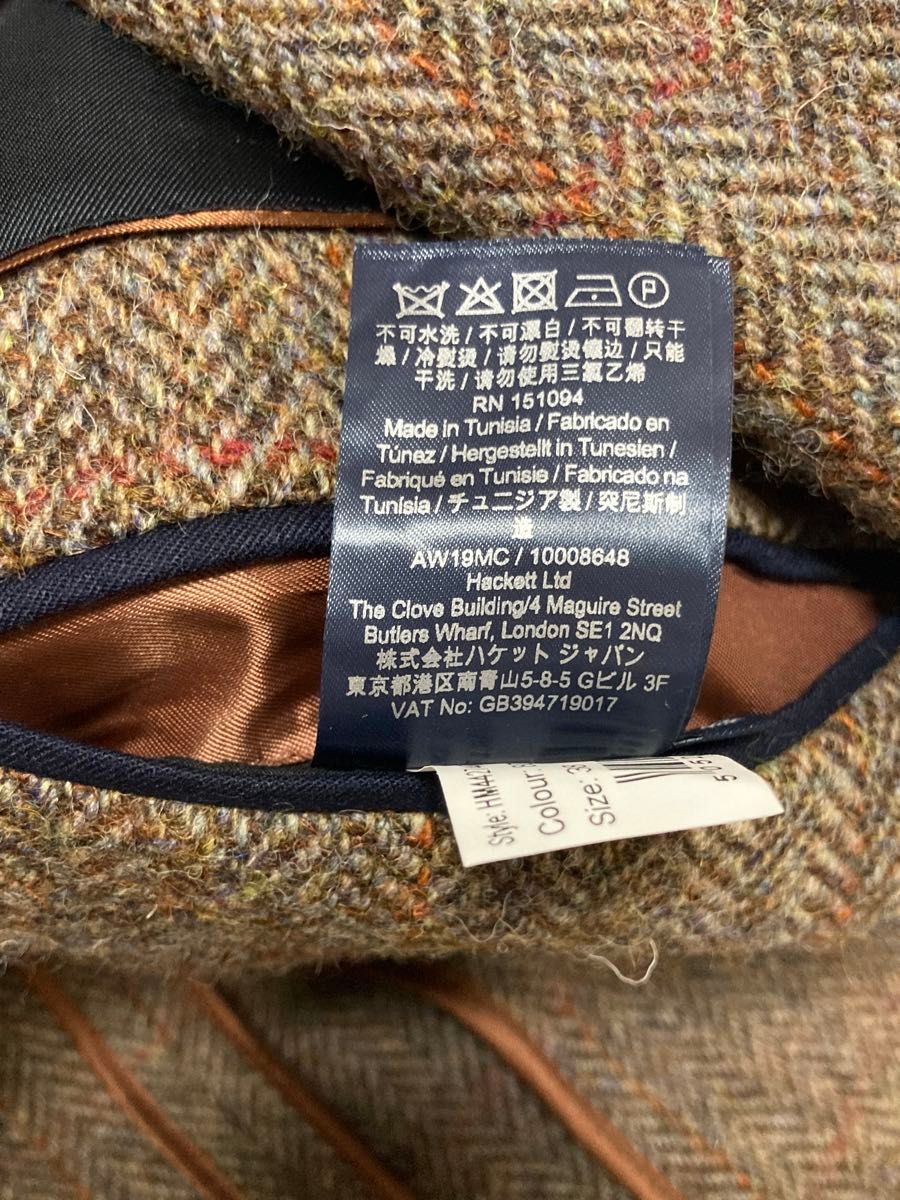 P
不可水洗 / 不可漂白 / 不可翻转干
燥 / 冷熨烫 / 请勿熨烫镶边 / 只能
干洗 / 请勿使用三氯乙烯
RN 151094
Made in Tunisia / Fabricado en
Túnez / Hergestellt in Tunesien /
Fabriqué en Tunisie / Fabricado na
Tunísia / チュニジア製 / 突尼斯制
造
AW19MC / 10008648
Hackett Ltd
The Clove Building/4 Maguire Street
Butlers Wharf, London SE1 2NQ
株式会社ハケット ジャパン
東京都港区南青山5-8-5 Gビル 3F
VAT No: GB394719017
Style:
Colour:
Size: